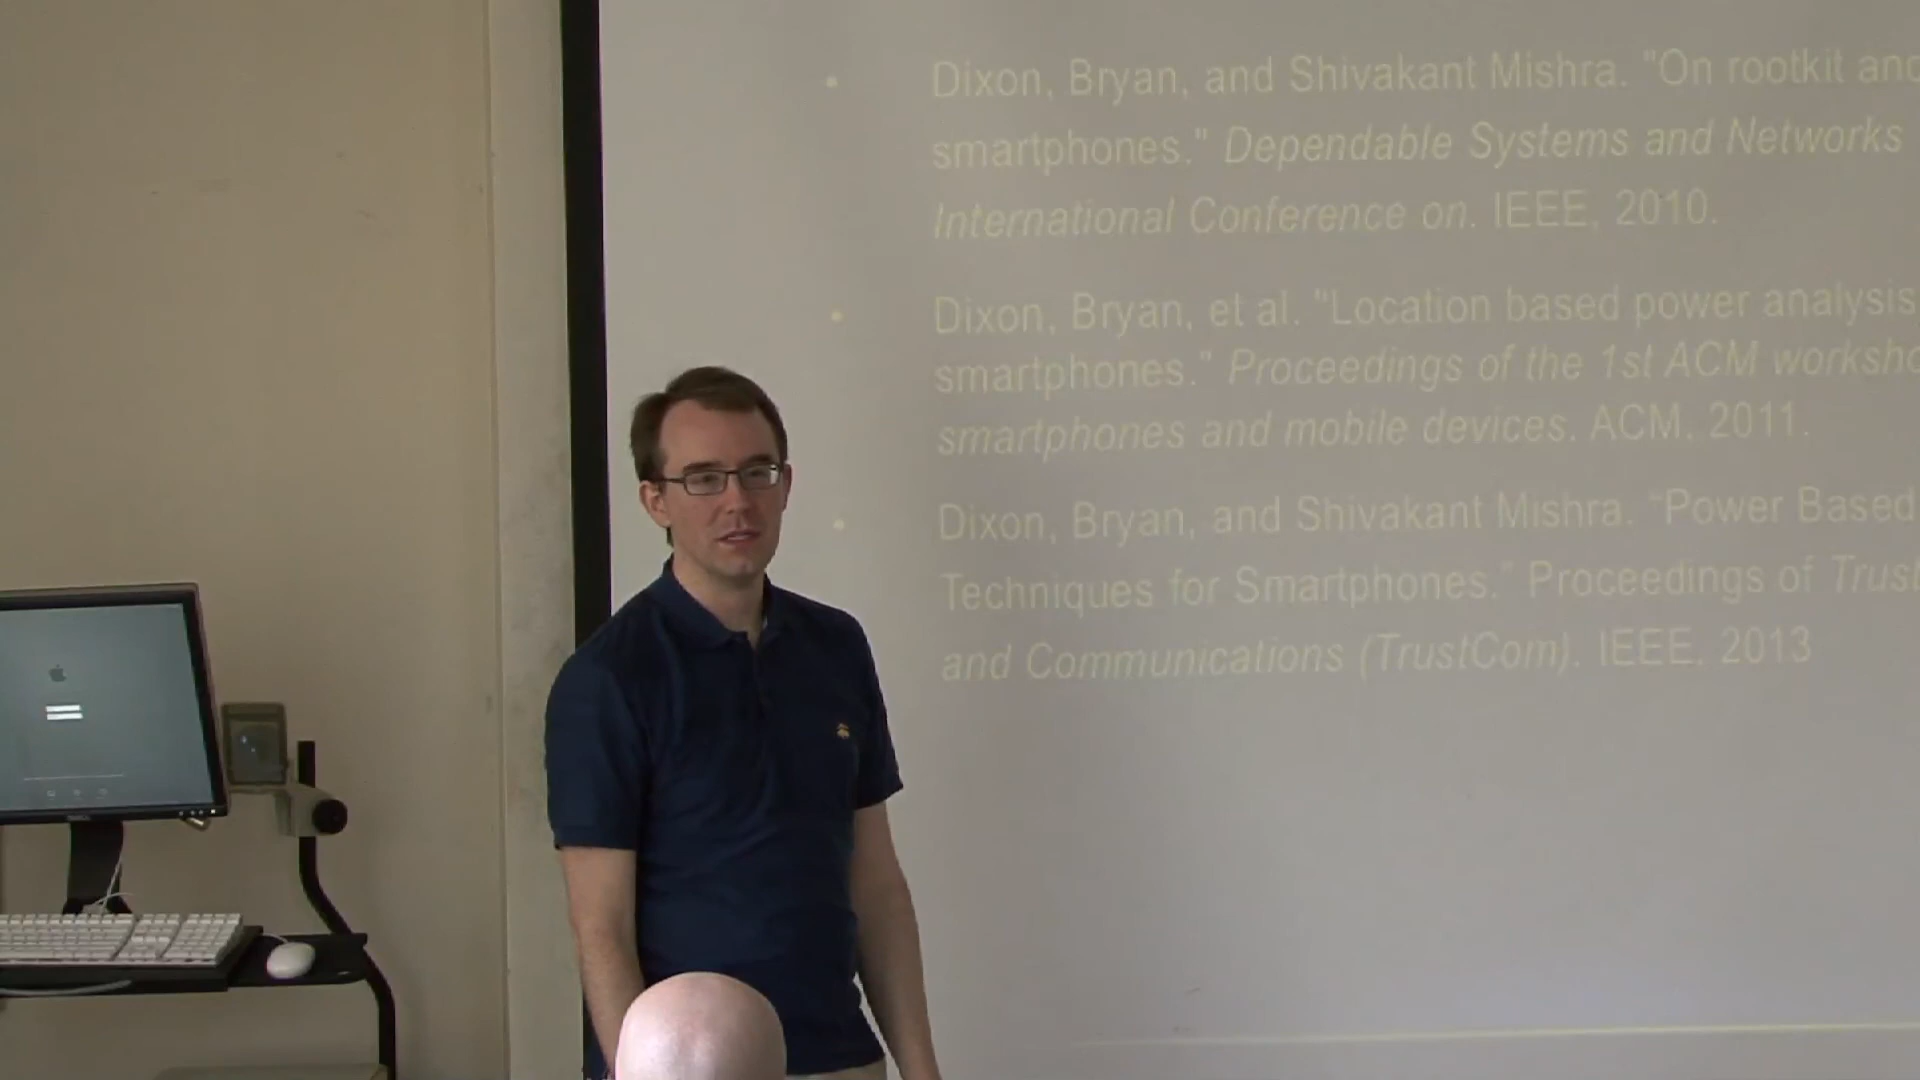 Dixon, Bryan, and Shivakant Mishra. "On rootkit and
smartphones." Dependable Systems and Networks
International Conference on. IEEE, 2010.
Dixon, Bryan, et al. "Location based power analysis
smartphones." Proceedings of the 1st ACM
smartphones and mobile devices. ACM, 2011.
Dixon, Bryan, and Shivakant Mishra. "Power Based
Techniques for Smartphones." Proceedings of Trust
and Communications (TrustCom). IEEE, 2013
DELL